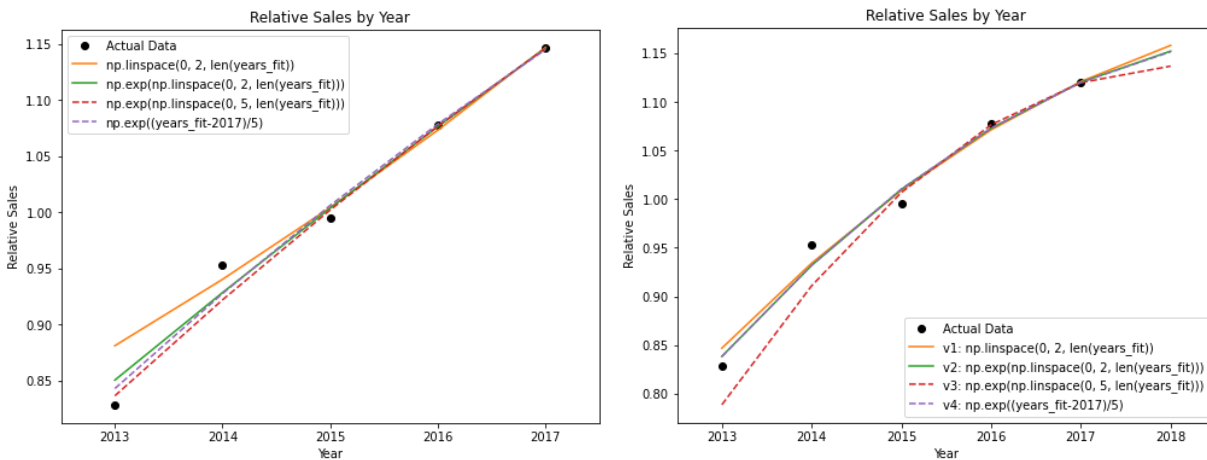 Relative Sales by Year
1.15
1.10
1.05
1.00
0.95
0.90
0.85
Relative Sales
Actual Data
np.linspace(0, 2, len(years_fit))
np.exp(np.linspace(0, 2, len(years_fit)))
np.exp(np.linspace(0, 5, len(years_fit)))
np.exp((years_fit-2017)/5)
2013 2014 2015 2016 2017
Year
Relative Sales by Year
1.15
1.10
1.05
1.00
0.95
0.90
0.85
0.80
Relative Sales
Actual Data
v1: np.linspace(0, 2, len(years_fit))
v2: np.exp(np.linspace(0, 2, len(years_fit)))
v3: np.exp(np.linspace(0, 5, len(years_fit)))
v4: np.exp((years_fit-2017)/5)
2013 2014 2015 2016 2017 2018
Year